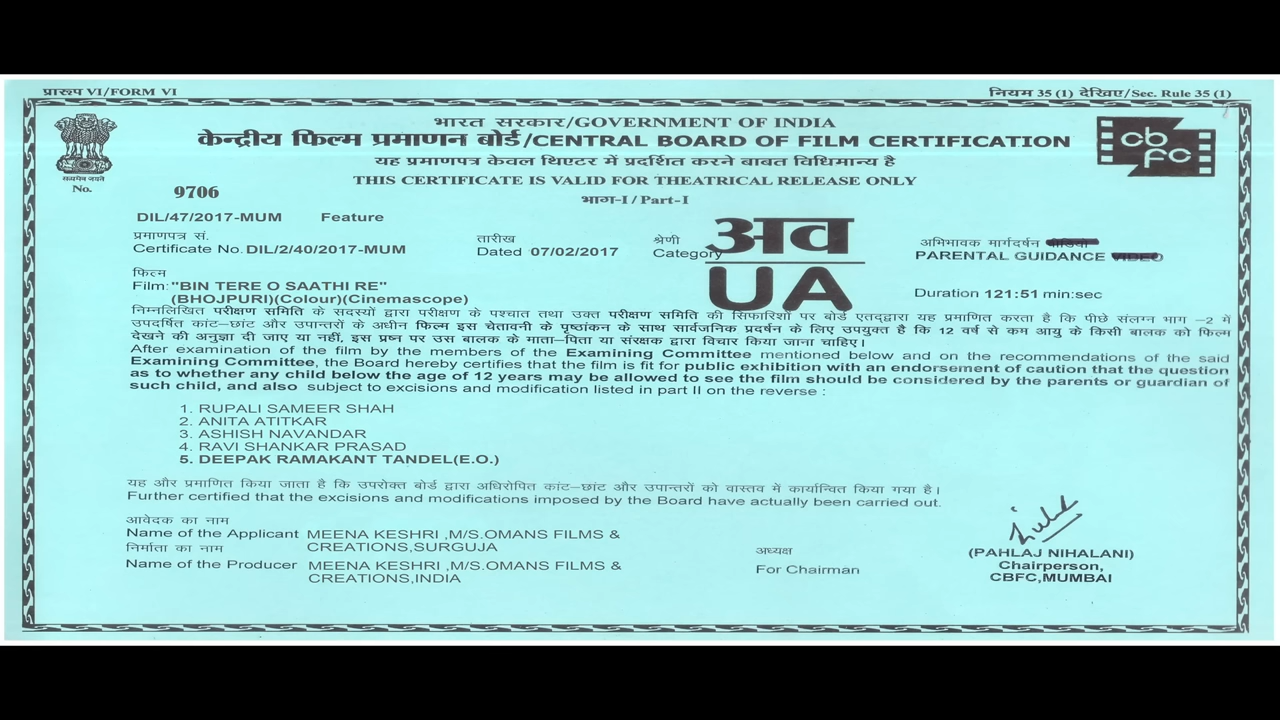 प्रारूप VI/FORM VI
नियम 35 (1) देखिए/Sec. Rule 35 (1)
भारत सरकार/GOVERNMENT OF INDIA
केन्द्रीय फिल्म प्रमाणन बोर्ड/CENTRAL BOARD OF FILM CERTIFICATION
cb
fc
यह प्रमाणपत्र केवल थिएटर में प्रदर्शित करने बाबत विधिमान्य है
सत्यमेव जयते
THIS CERTIFICATE IS VALID FOR THEATRICAL RELEASE ONLY
No. 9706
भाग-I / Part-I
DIL/47/2017-MUM Feature
प्रमाणपत्र सं.
Certificate No. DIL/2/40/2017-MUM
तारीख
Dated 07/02/2017
श्रेणी
Category
अव
UA
अभिभावक मार्गदर्शन वीडियो
PARENTAL GUIDANCE VIDEO
फिल्म
Film: "BIN TERE O SAATHI RE"
(BHOJPURI)(Colour)(Cinemascope)
Duration 121:51 min:sec
निम्नलिखित परीक्षण समिति के सदस्यों द्वारा परीक्षण के पश्चात तथा उक्त परीक्षण समिति की सिफारिशों पर बोर्ड एतद्द्वारा यह प्रमाणित करता है कि पीछे संलग्न भाग -2 में
उपदर्षित कांट-छांट और उपान्तरों के अधीन फिल्म इस चेतावनी के पृष्ठांकन के साथ सार्वजनिक प्रदर्षन के लिए उपयुक्त है कि 12 वर्ष से कम आयु के किसी बालक को फिल्म
देखने की अनुज्ञा दी जाए या नहीं, इस प्रश्न पर उस बालक के माता-पिता या संरक्षक द्वारा विचार किया जाना चाहिए।
After examination of the film by the members of the Examining Committee mentioned below and on the recommendations of the said
Examining Committee, the Board hereby certifies that the film is fit for public exhibition with an endorsement of caution that the question
as to whether any child below the age of 12 years may be allowed to see the film should be considered by the parents or guardian of
such child, and also subject to excisions and modification listed in part II on the reverse :
1. RUPALI SAMEER SHAH
2. ANITA ATITKAR
3. ASHISH NAVANDAR
4. RAVI SHANKAR PRASAD
5. DEEPAK RAMAKANT TANDEL(E.O.)
यह और प्रमाणित किया जाता है कि उपरोक्त बोर्ड द्वारा अधिरोपित कांट-छांट और उपान्तरों को वास्तव में कार्यान्वित किया गया है।
Further certified that the excisions and modifications imposed by the Board have actually been carried out.
आवेदक का नाम
Name of the Applicant MEENA KESHRI ,M/S.OMANS FILMS &
CREATIONS,SURGUJA
निर्माता का नाम
Name of the Producer MEENA KESHRI ,M/S.OMANS FILMS &
CREATIONS,INDIA
अध्यक्ष
For Chairman
(PAHLAJ NIHALANI)
Chairperson,
CBFC,MUMBAI